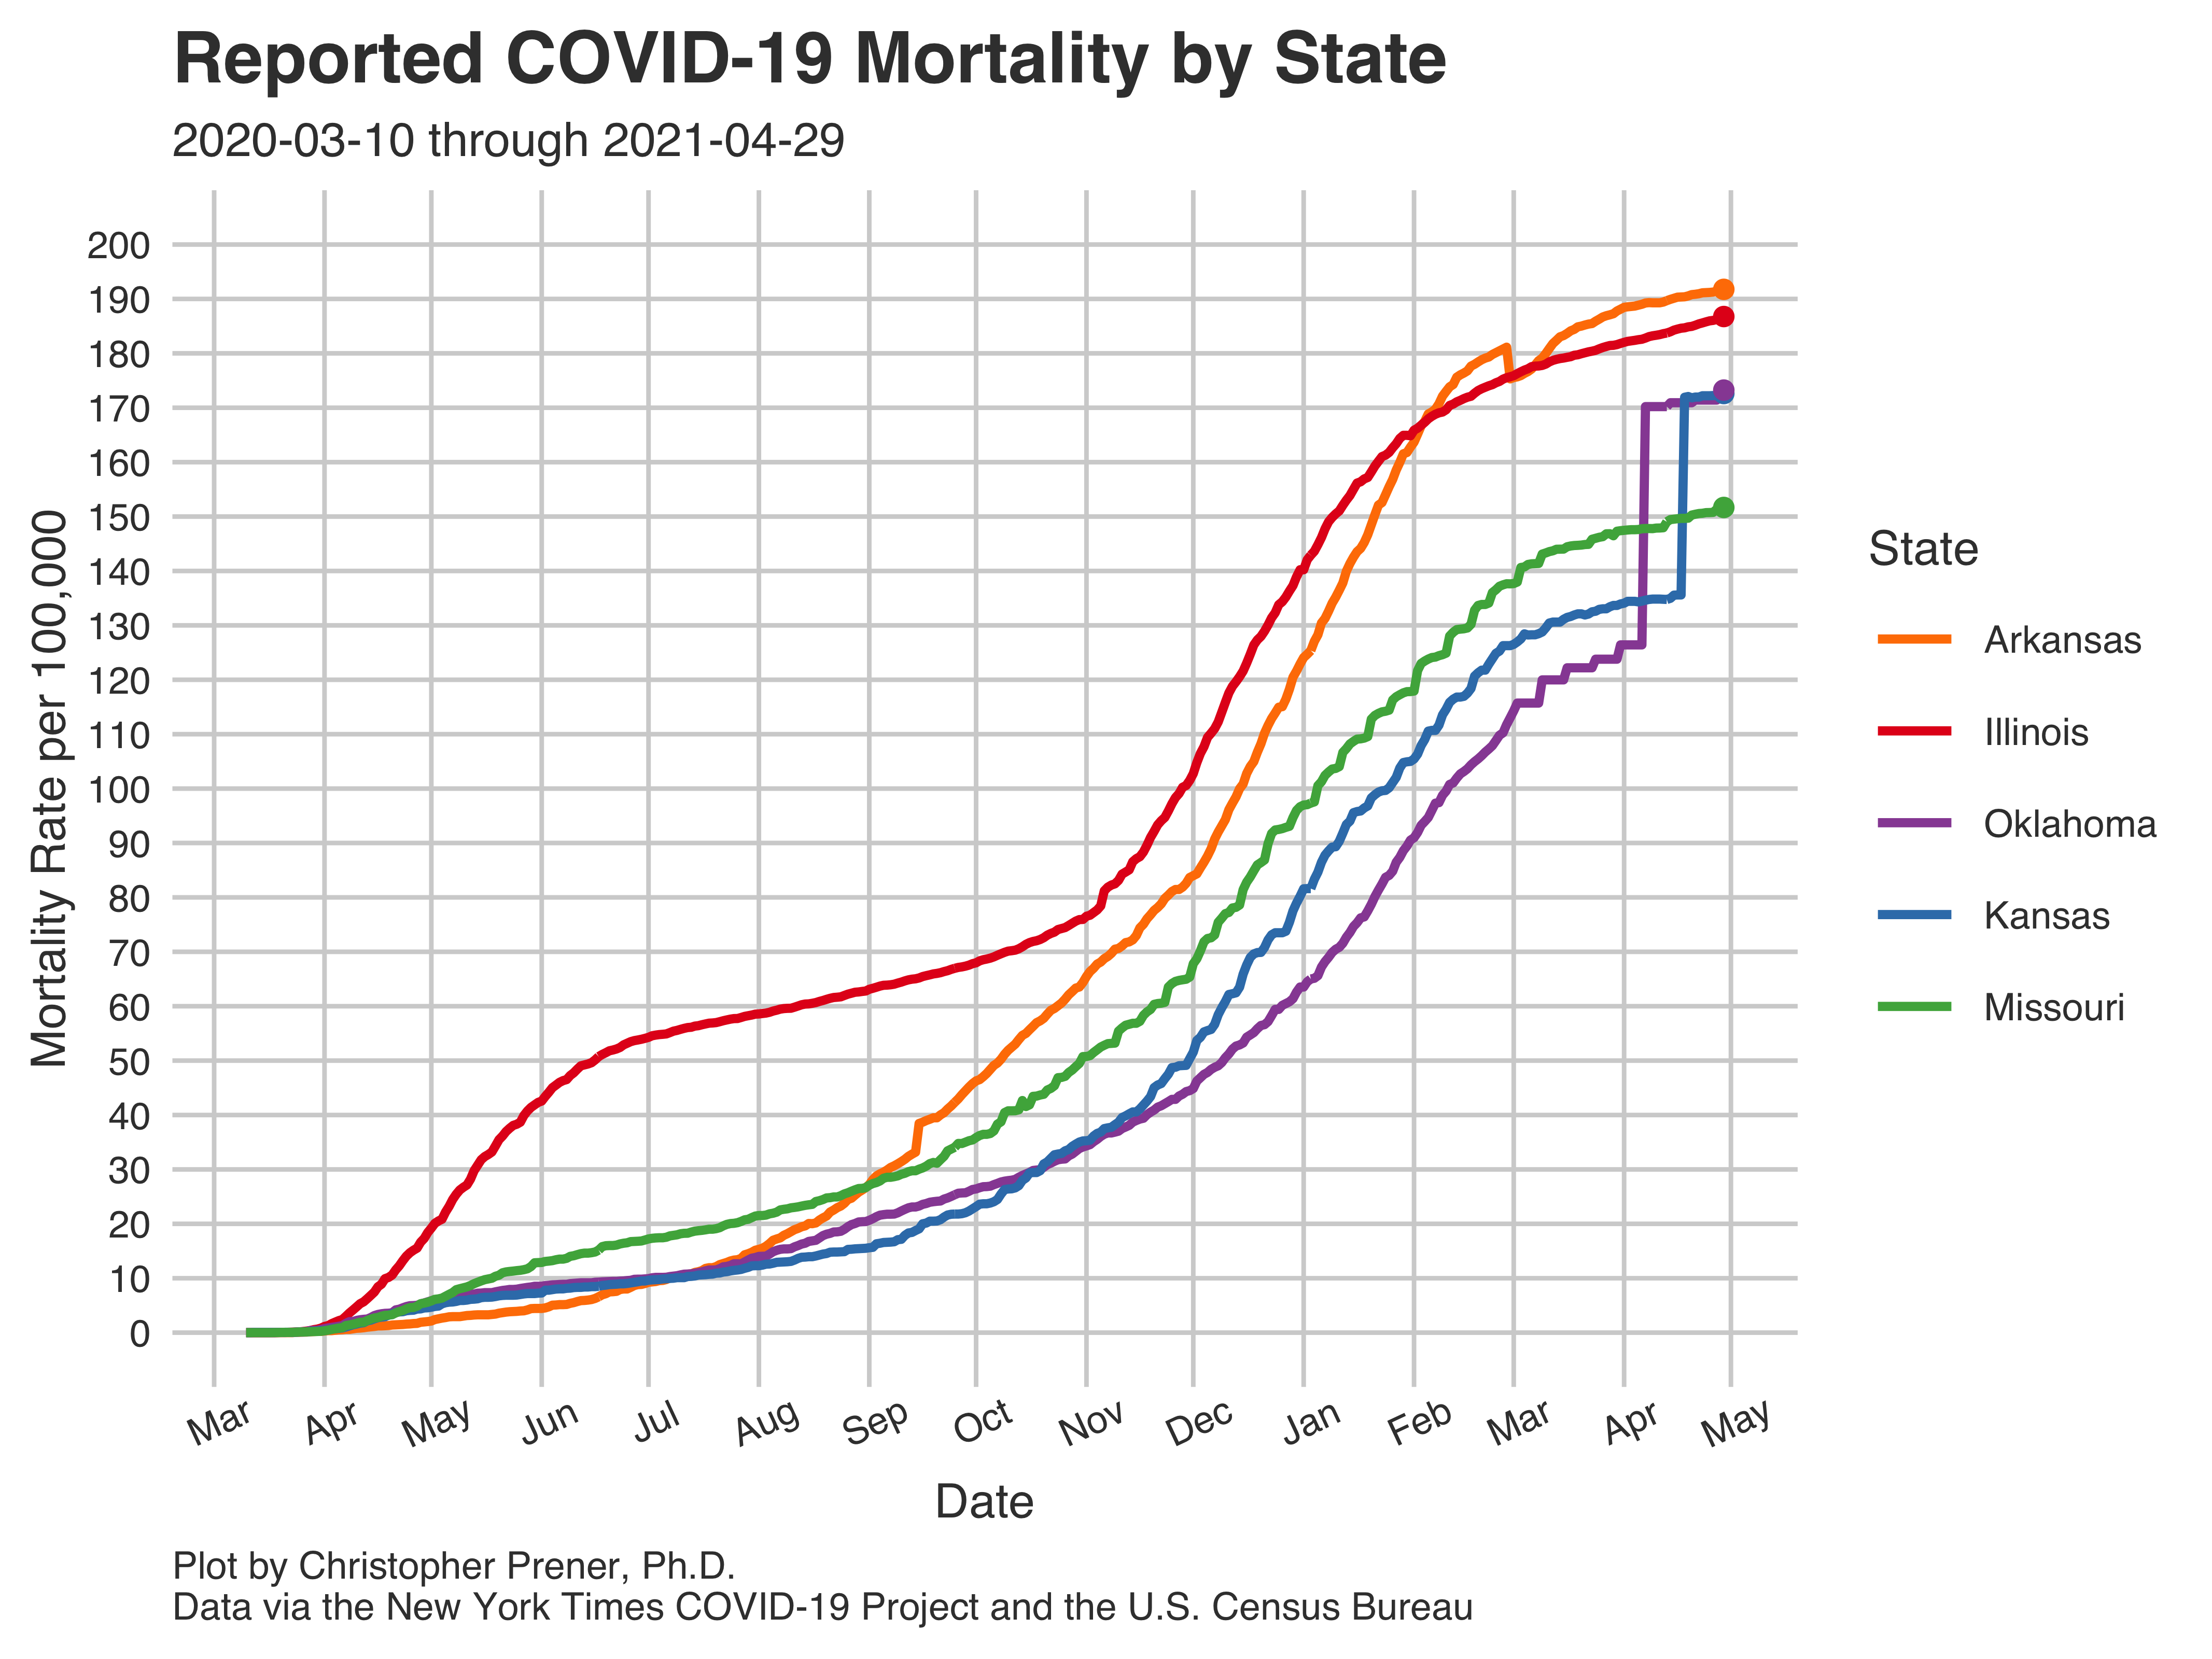 Reported COVID-19 Mortality by State
2020-03-10 through 2021-04-29
Mortality Rate per 100,000
200
190
180
170
160
150
140
130
120
110
100
90
80
70
60
50
40
30
20
10
0
Mar Apr May Jun Jul Aug Sep Oct Nov Dec Jan Feb Mar Apr May
Date
State
Arkansas
Illinois
Oklahoma
Kansas
Missouri
Plot by Christopher Prener, Ph.D.
Data via the New York Times COVID-19 Project and the U.S. Census Bureau